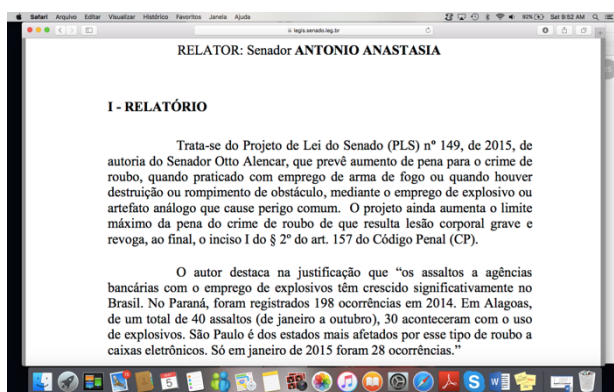 Safari Arquivo Editar Visualizar Histórico Favoritos Janela Ajuda 92% Sat 9:52 AM
legis.senado.leg.br
RELATOR: Senador ANTONIO ANASTASIA
I - RELATÓRIO
Trata-se do Projeto de Lei do Senado (PLS) nº 149, de 2015, de
autoria do Senador Otto Alencar, que prevê aumento de pena para o crime de
roubo, quando praticado com emprego de arma de fogo ou quando houver
destruição ou rompimento de obstáculo, mediante o emprego de explosivo ou
artefato análogo que cause perigo comum. O projeto ainda aumenta o limite
máximo da pena do crime de roubo de que resulta lesão corporal grave e
revoga, ao final, o inciso I do § 2º do art. 157 do Código Penal (CP).
O autor destaca na justificação que “os assaltos a agências
bancárias com o emprego de explosivos têm crescido significativamente no
Brasil. No Paraná, foram registrados 198 ocorrências em 2014. Em Alagoas,
de um total de 40 assaltos (de janeiro a outubro), 30 aconteceram com o uso
de explosivos. São Paulo é dos estados mais afetados por esse tipo de roubo a
caixas eletrônicos. Só em janeiro de 2015 foram 28 ocorrências.”
5